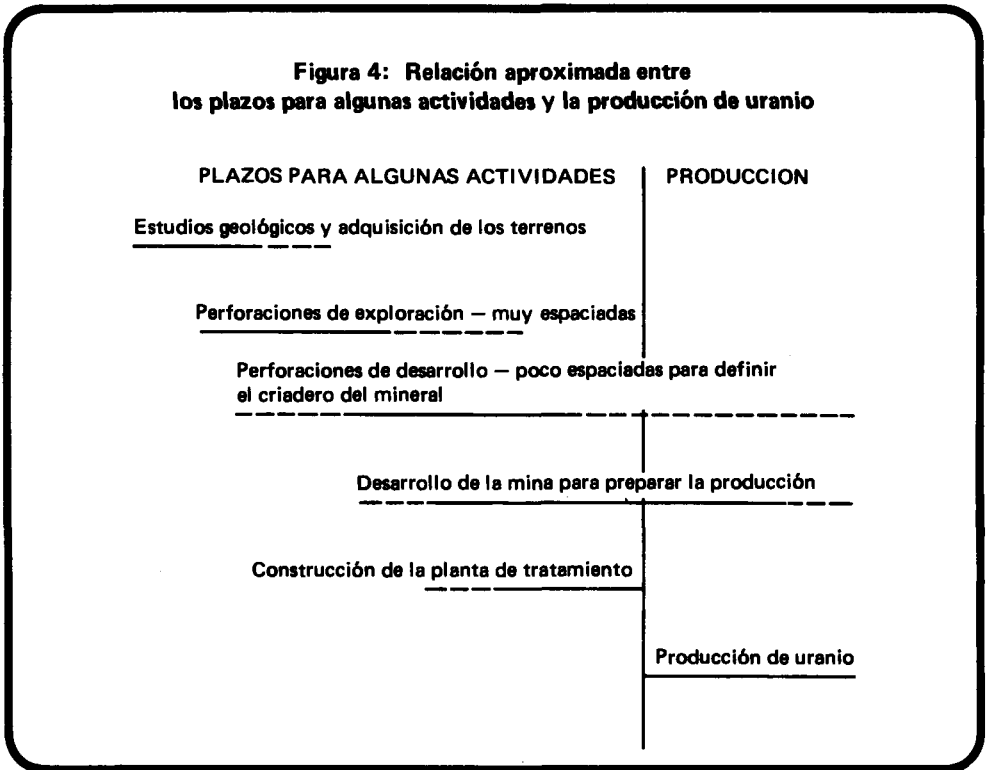 Figura 4: Relación aproximada entre
los plazos para algunas actividades y la producción de uranio
PLAZOS PARA ALGUNAS ACTIVIDADES
PRODUCCION
Estudios geológicos y adquisición de los terrenos
Perforaciones de exploración — muy espaciadas
Perforaciones de desarrollo — poco espaciadas para definir
el criadero del mineral
Desarrollo de la mina para preparar la producción
Construcción de la planta de tratamiento
Producción de uranio